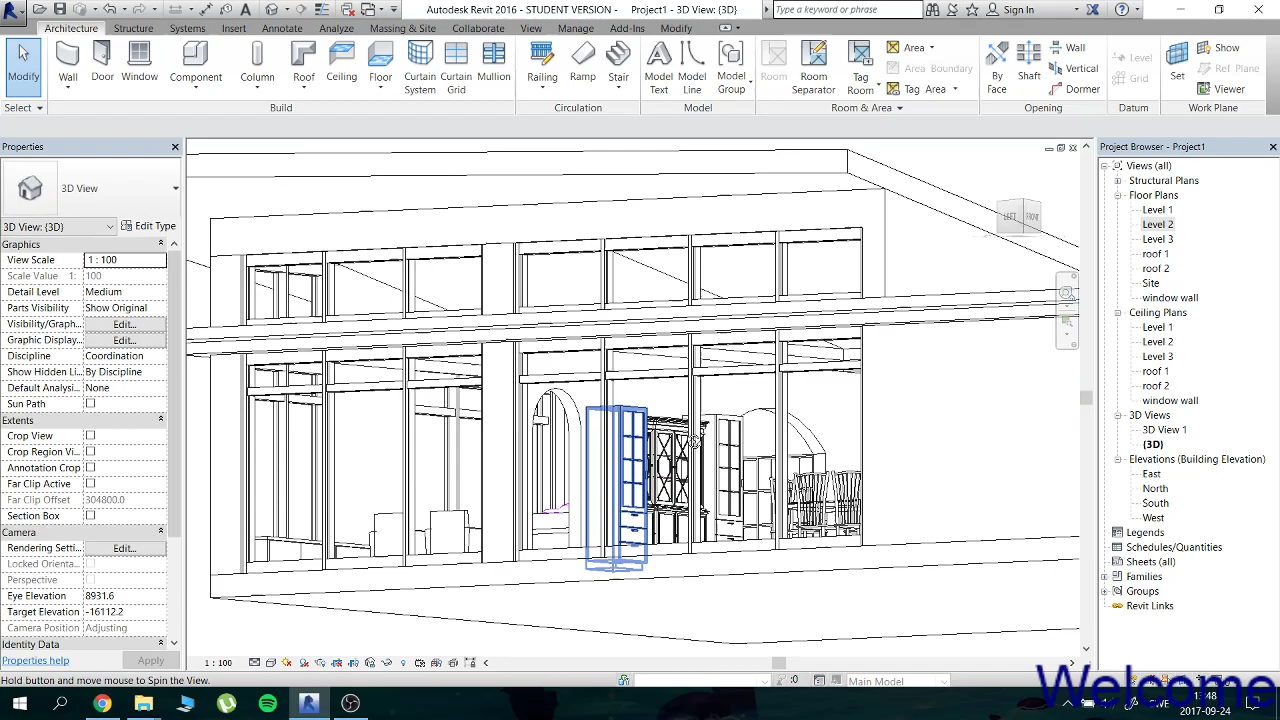 Autodesk Revit 2016 - STUDENT VERSION - Project1 - 3D View: {3D}
Type a keyword or phrase
Sign In
Architecture Structure Systems Insert Annotate Analyze Massing & Site Collaborate View Manage Add-Ins Modify
Modify
Wall
Door
Window
Component
Column
Roof
Ceiling
Floor
Curtain System
Curtain Grid
Mullion
Railing
Ramp
Stair
Model Text
Model Line
Model Group
Room
Room Separator
Tag Room
Area
Area Boundary
Tag Area
By Face
Shaft
Wall
Vertical
Dormer
Level
Grid
Set
Show
Ref Plane
Viewer
Select
Build
Circulation
Model
Room & Area
Opening
Datum
Work Plane
Properties
3D View
3D View: {3D}
Edit Type
Graphics
View Scale 1 : 100
Scale Value 1: 100
Detail Level Medium
Parts Visibility Show Original
Visibility/Graph... Edit...
Graphic Display... Edit...
Discipline Coordination
Show Hidden Li... By Discipline
Default Analysi... None
Sun Path
Extents
Crop View
Crop Region Vi...
Annotation Crop
Far Clip Active
Far Clip Offset 304800.0
Section Box
Camera
Rendering Setti... Edit...
Locked Orienta...
Perspective
Eye Elevation 8931.6
Target Elevation -16112.2
Camera Position Adjusting
Identity Data
Properties help
Apply
LEFT
FRONT
Project Browser - Project1
Views (all)
Structural Plans
Floor Plans
Level 1
Level 2
Level 3
roof 1
roof 2
Site
window wall
Ceiling Plans
Level 1
Level 2
Level 3
roof 1
roof 2
window wall
3D Views
3D View 1
{3D}
Elevations (Building Elevation)
East
North
South
West
Legends
Schedules/Quantities
Sheets (all)
Families
Groups
Revit Links
1 : 100
Hold button and move mouse to Spin the View.
:0
Main Model
Welcome
13:48
2017-09-24